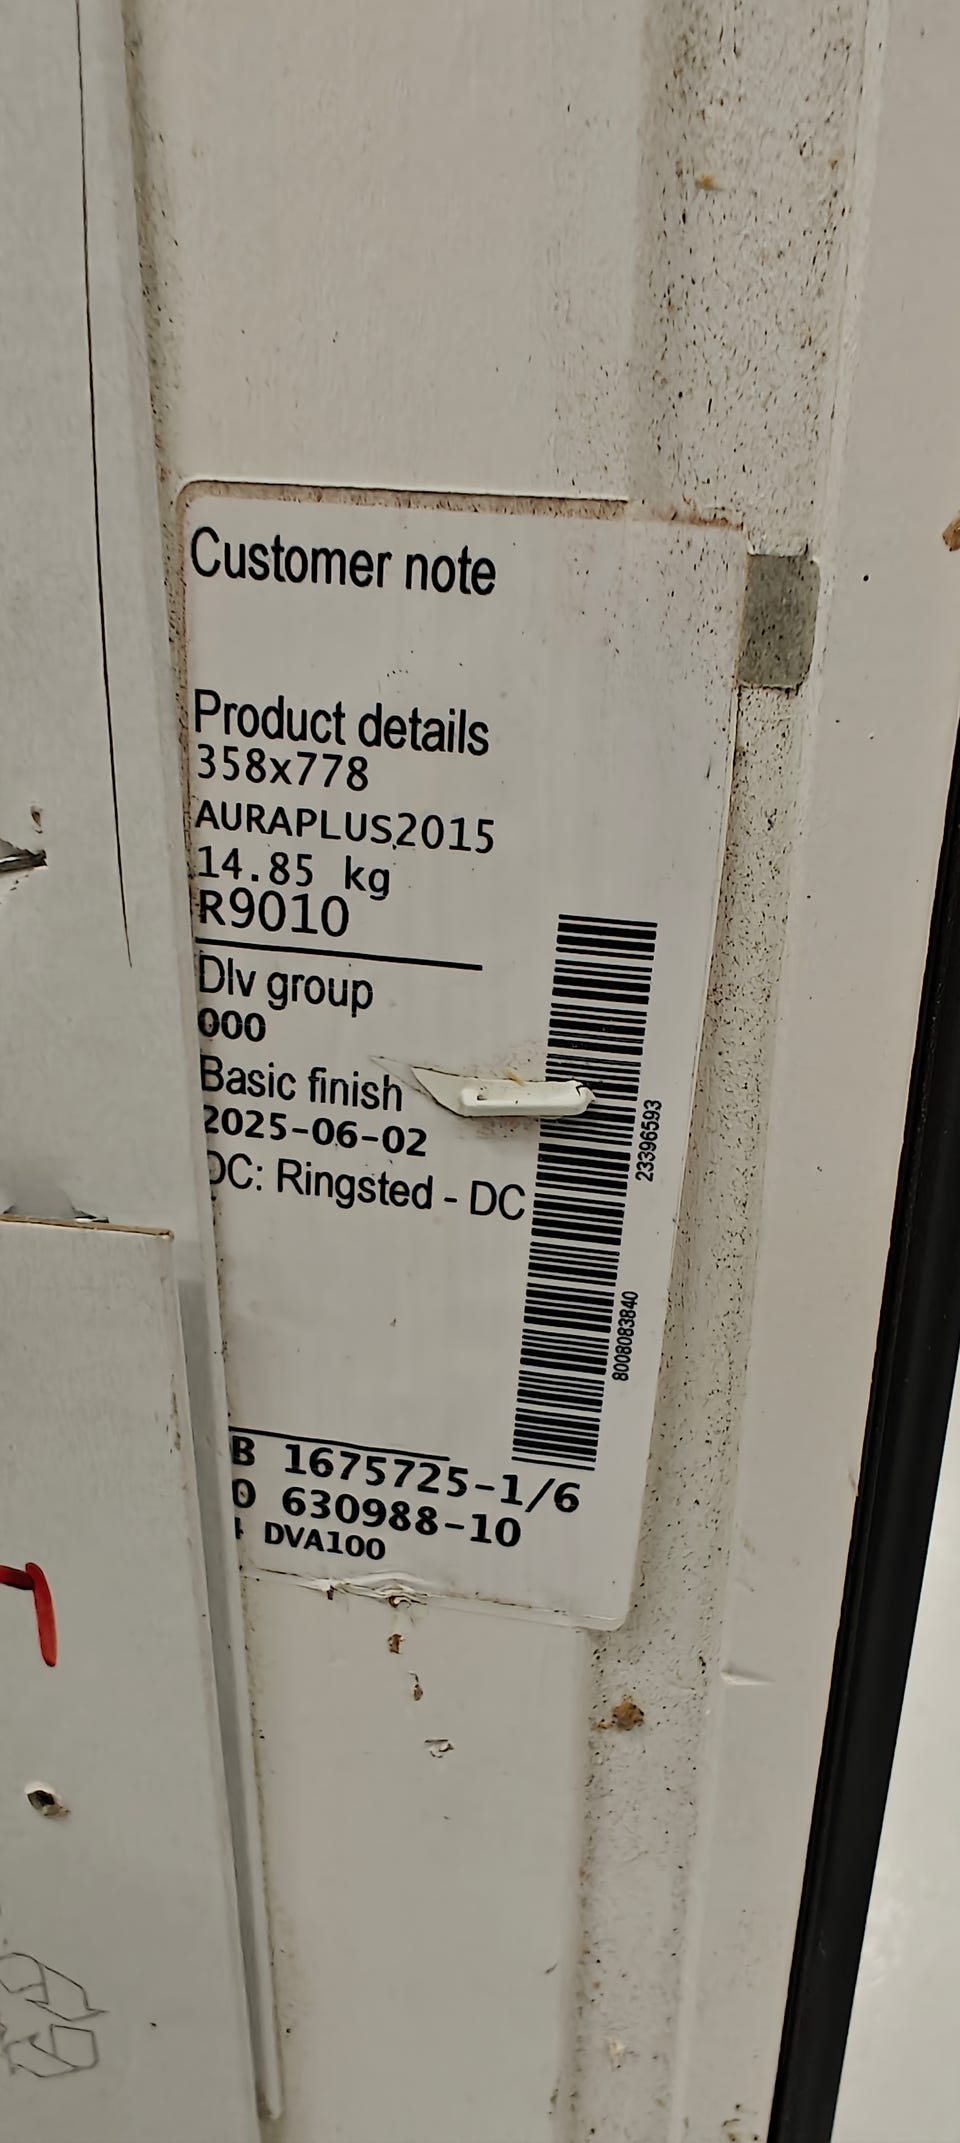 Customer note
Product details
358x778
AURAPLUS2015
14.85 kg
R9010
Dlv group
000
Basic finish
2025-06-02
DC: Ringsted - DC
23396593
8008083840
B 1675725-1/6
0 630988-10
DVA100